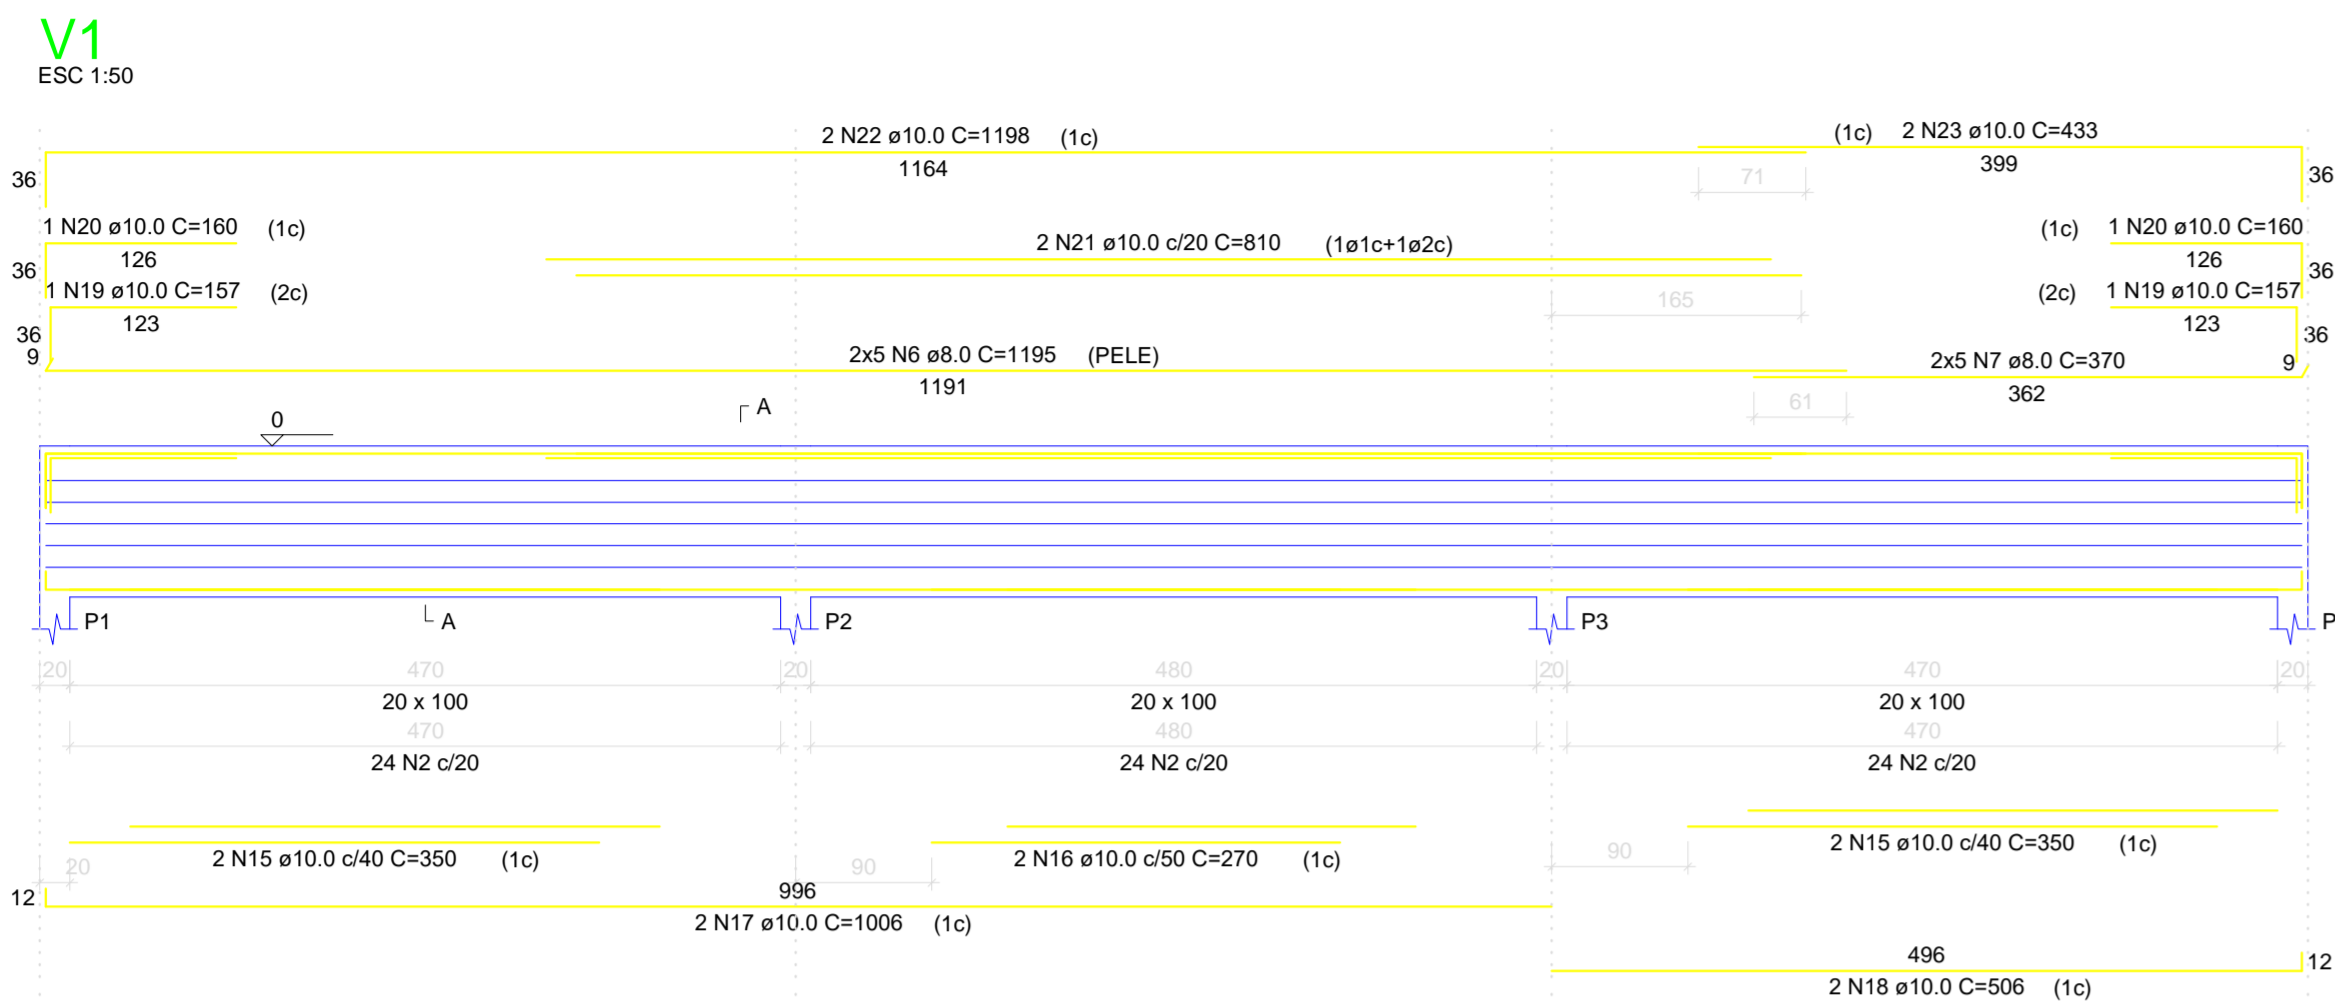 V1
ESC 1:50
2 N22 ø10.0 C=1198 (1c)
(1c) 2 N23 ø10.0 C=433
1164
399
36
71
36
1 N20 ø10.0 C=160 (1c)
2 N21 ø10.0 c/20 C=810 (1ø1c+1ø2c)
(1c) 1 N20 ø10.0 C=160
126
126
36
36
1 N19 ø10.0 C=157 (2c)
165
(2c) 1 N19 ø10.0 C=157
123
123
36
36
9
2x5 N6 ø8.0 C=1195 (PELE)
2x5 N7 ø8.0 C=370
9
1191
362
61
A
0
P1
A
P2
P3
P
20 470 20 480 20 470 20
20 x 100
20 x 100
20 x 100
470 480 470
24 N2 c/20
24 N2 c/20
24 N2 c/20
2 N15 ø10.0 c/40 C=350 (1c)
2 N16 ø10.0 c/50 C=270 (1c)
2 N15 ø10.0 c/40 C=350 (1c)
20
90
90
12
996
2 N17 ø10.0 C=1006 (1c)
496
12
2 N18 ø10.0 C=506 (1c)